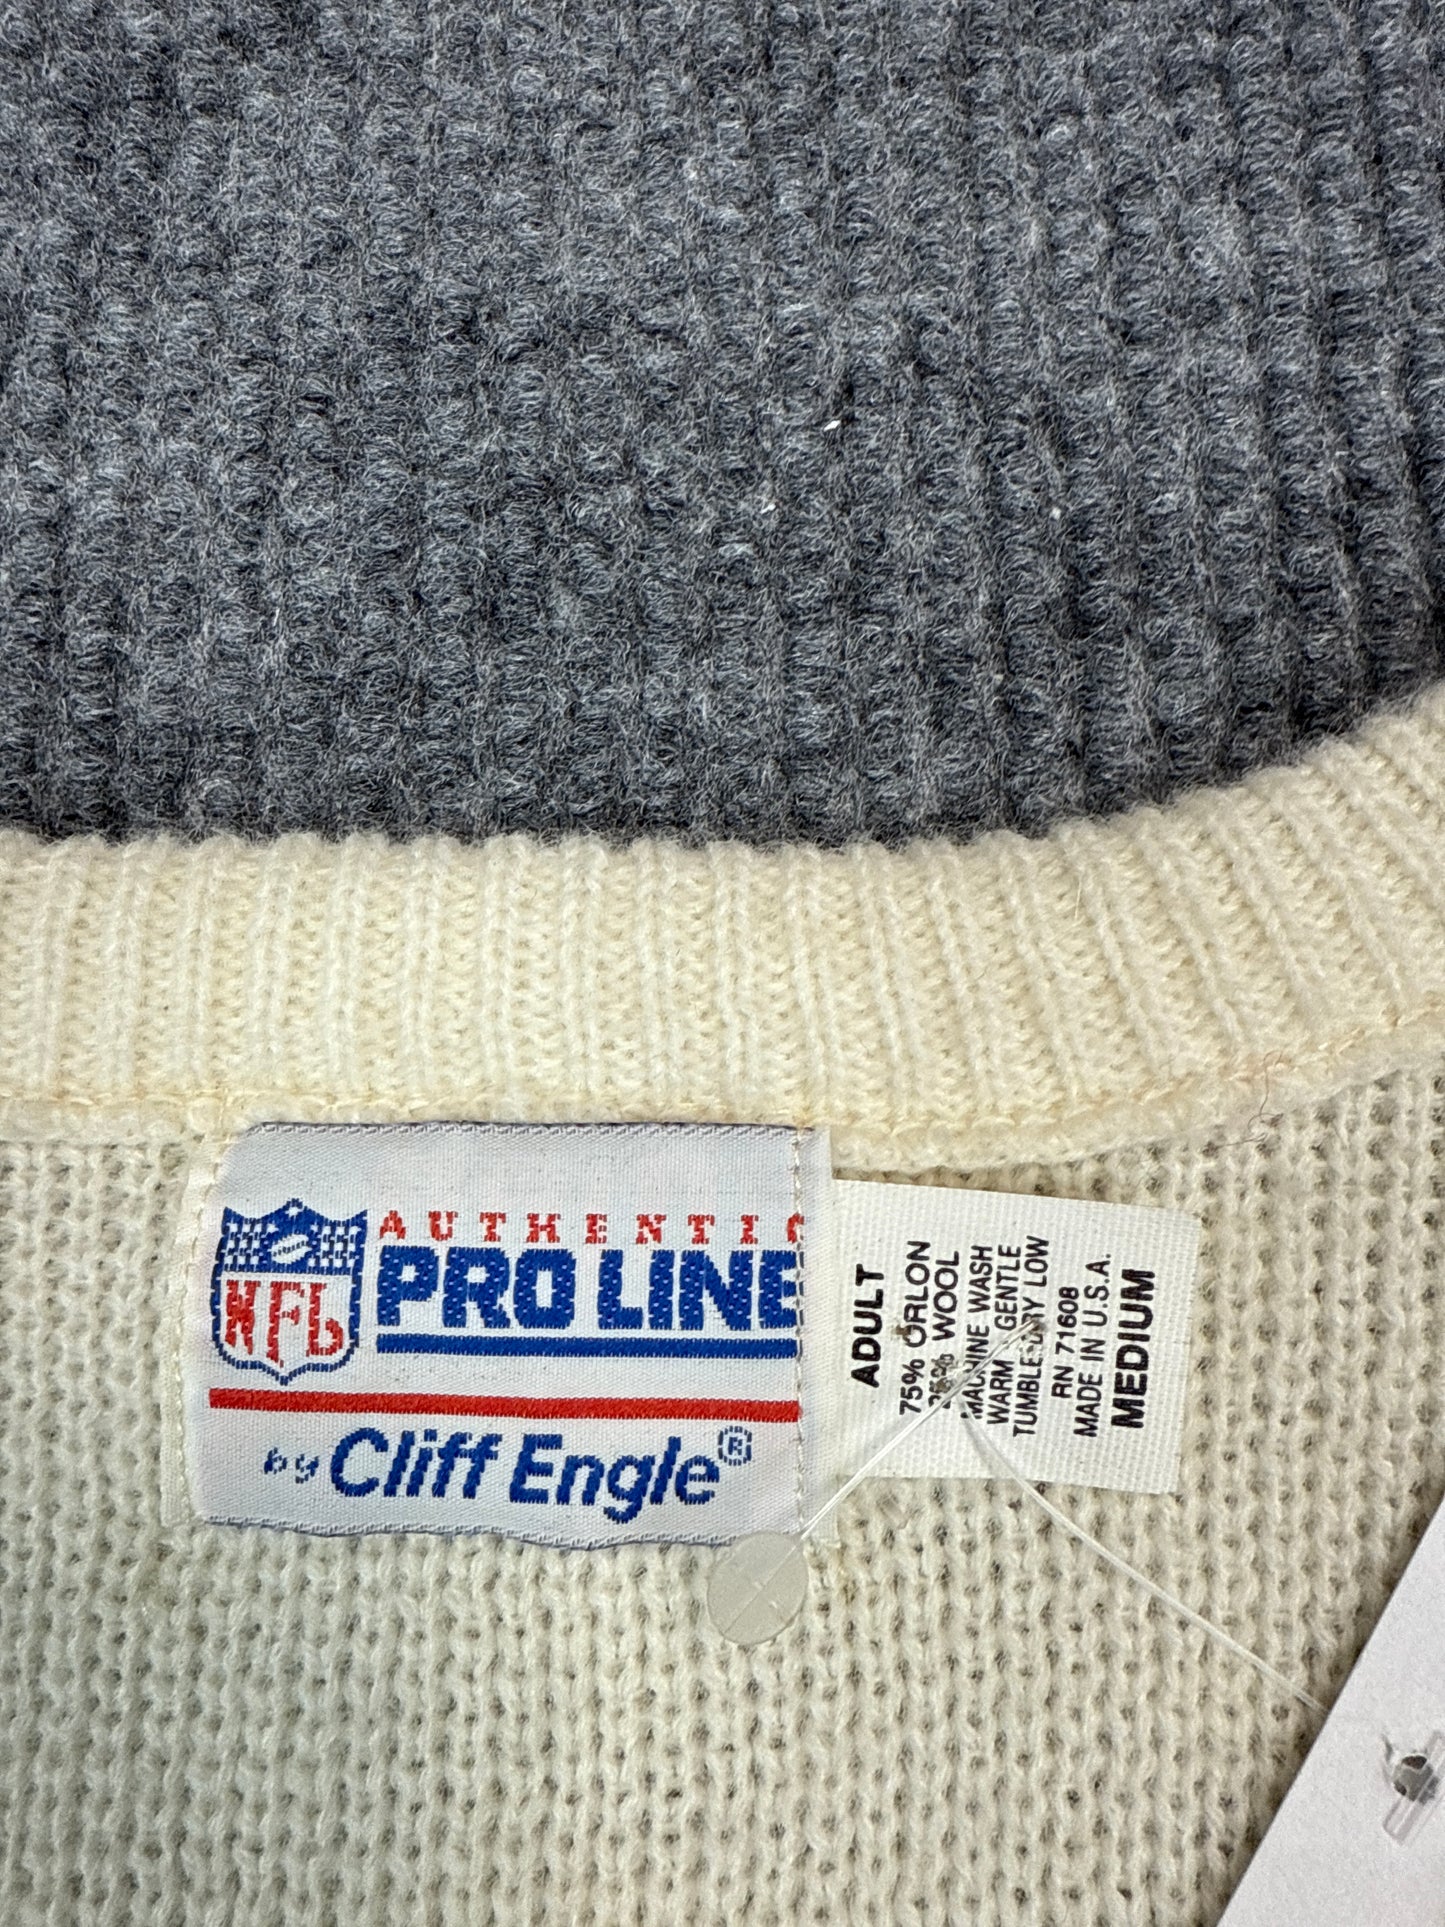 NFL
AUTHENTIC
PRO LINE
by Cliff Engle®
ADULT
75% ORLON
25% WOOL
MACHINE WASH
WARM GENTLE
TUMBLE DRY LOW
RN 71608
MADE IN U.S.A.
MEDIUM